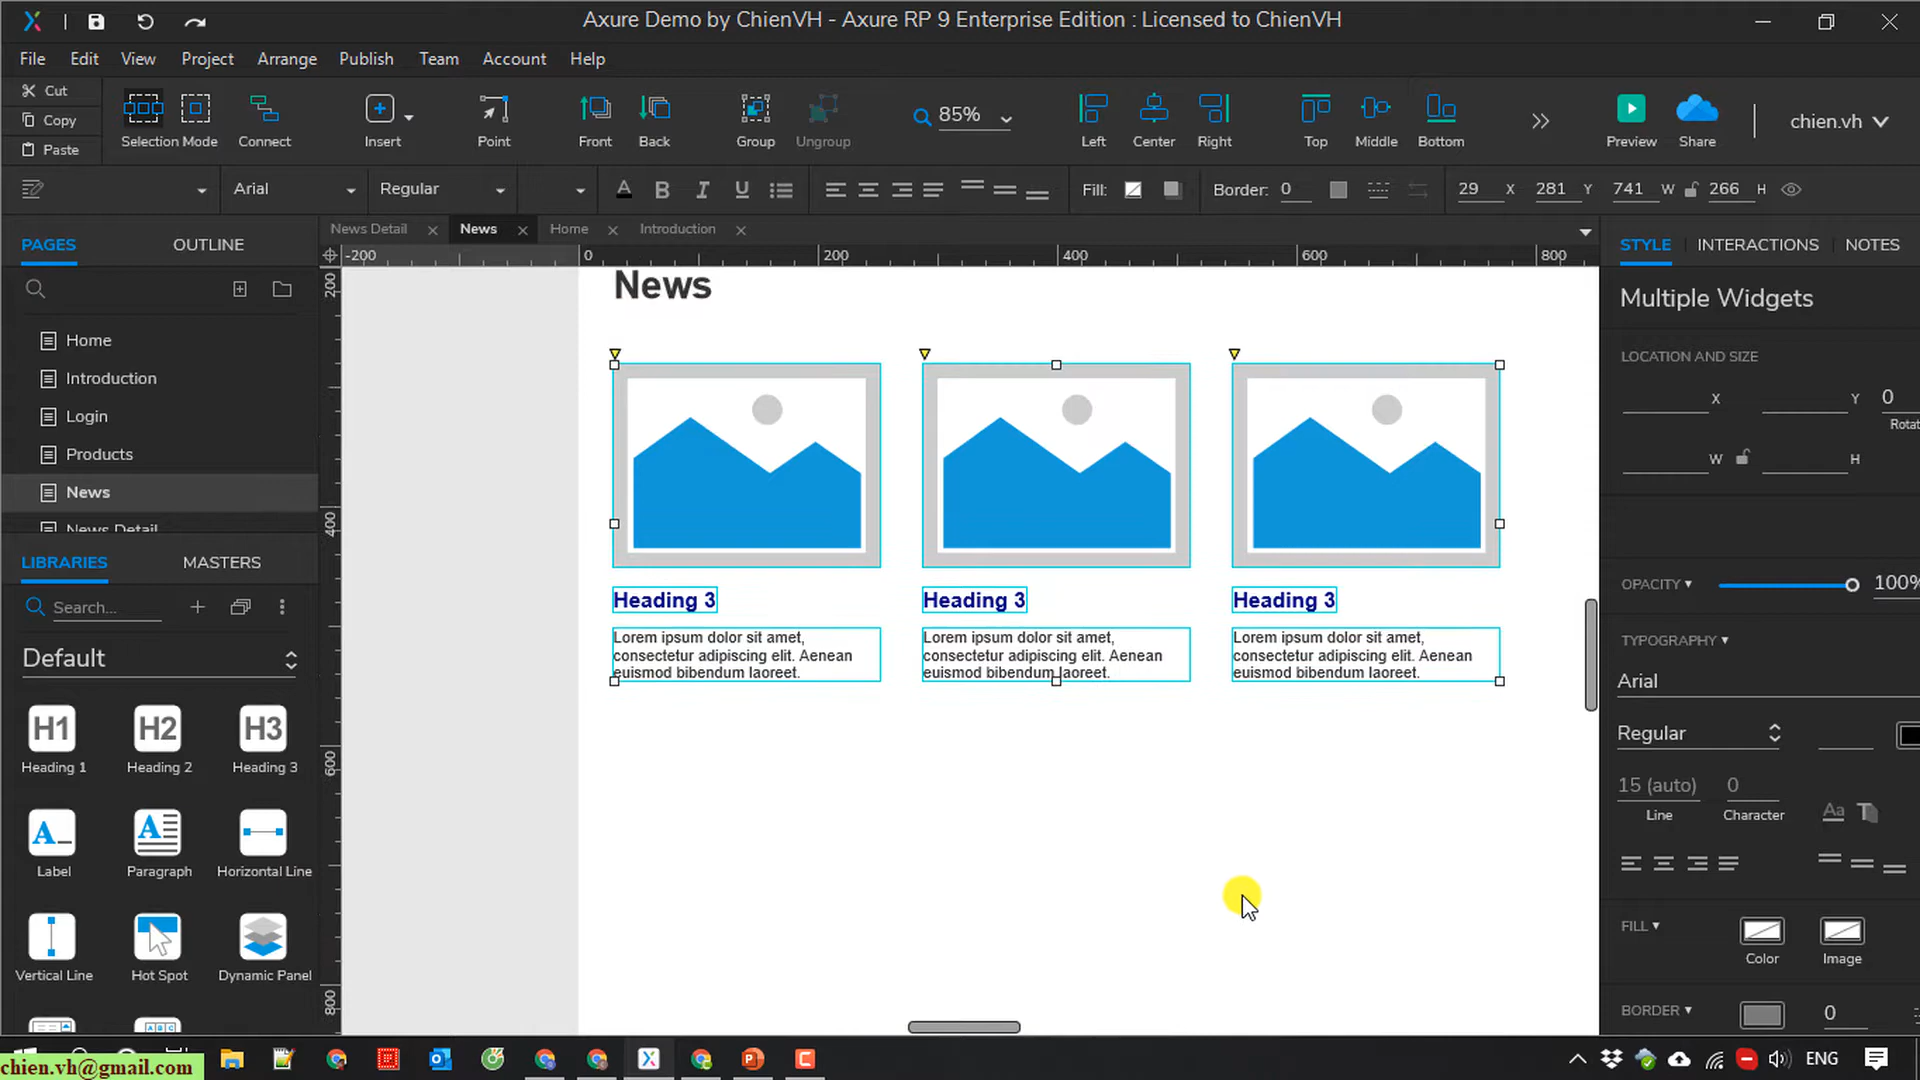 Axure Demo by ChienVH - Axure RP 9 Enterprise Edition : Licensed to ChienVH
File Edit View Project Arrange Publish Team Account Help
Cut
Copy
Paste
Selection Mode
Connect
Insert
Point
Front
Back
Group
Ungroup
85%
Left
Center
Right
Top
Middle
Bottom
Preview
Share
chien.vh
Arial
Regular
Fill:
Border: 0
29 X 281 Y 741 W 266 H
PAGES
OUTLINE
News Detail
News
Home
Introduction
STYLE
INTERACTIONS
NOTES
-200 0 200 400 600 800
200
400
600
800
Home
Introduction
Login
Products
News
News Detail
LIBRARIES
MASTERS
Search...
Default
H1
H2
H3
Heading 1
Heading 2
Heading 3
Label
Paragraph
Horizontal Line
Vertical Line
Hot Spot
Dynamic Panel
News
Heading 3
Lorem ipsum dolor sit amet,
consectetur adipiscing elit. Aenean
euismod bibendum laoreet.
Heading 3
Lorem ipsum dolor sit amet,
consectetur adipiscing elit. Aenean
euismod bibendum laoreet.
Heading 3
Lorem ipsum dolor sit amet,
consectetur adipiscing elit. Aenean
euismod bibendum laoreet.
Multiple Widgets
LOCATION AND SIZE
X
Y
0
W
H
OPACITY
100%
TYPOGRAPHY
Arial
Regular
15 (auto)
0
Line
Character
Aa
FILL
Color
Image
BORDER
0
chien.vh@gmail.com
ENG